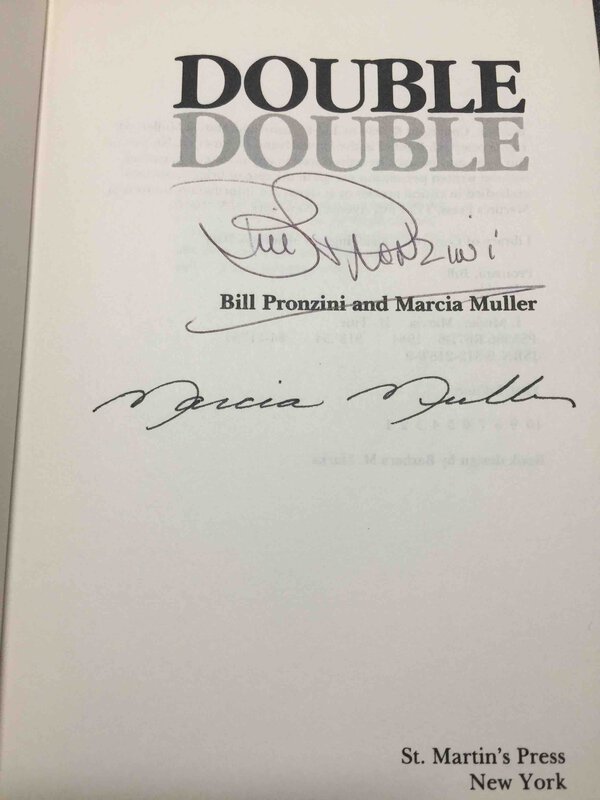 DOUBLE
DOUBLE
Bill Pronzini
Bill Pronzini and Marcia Muller
Marcia Muller
St. Martin's Press
New York